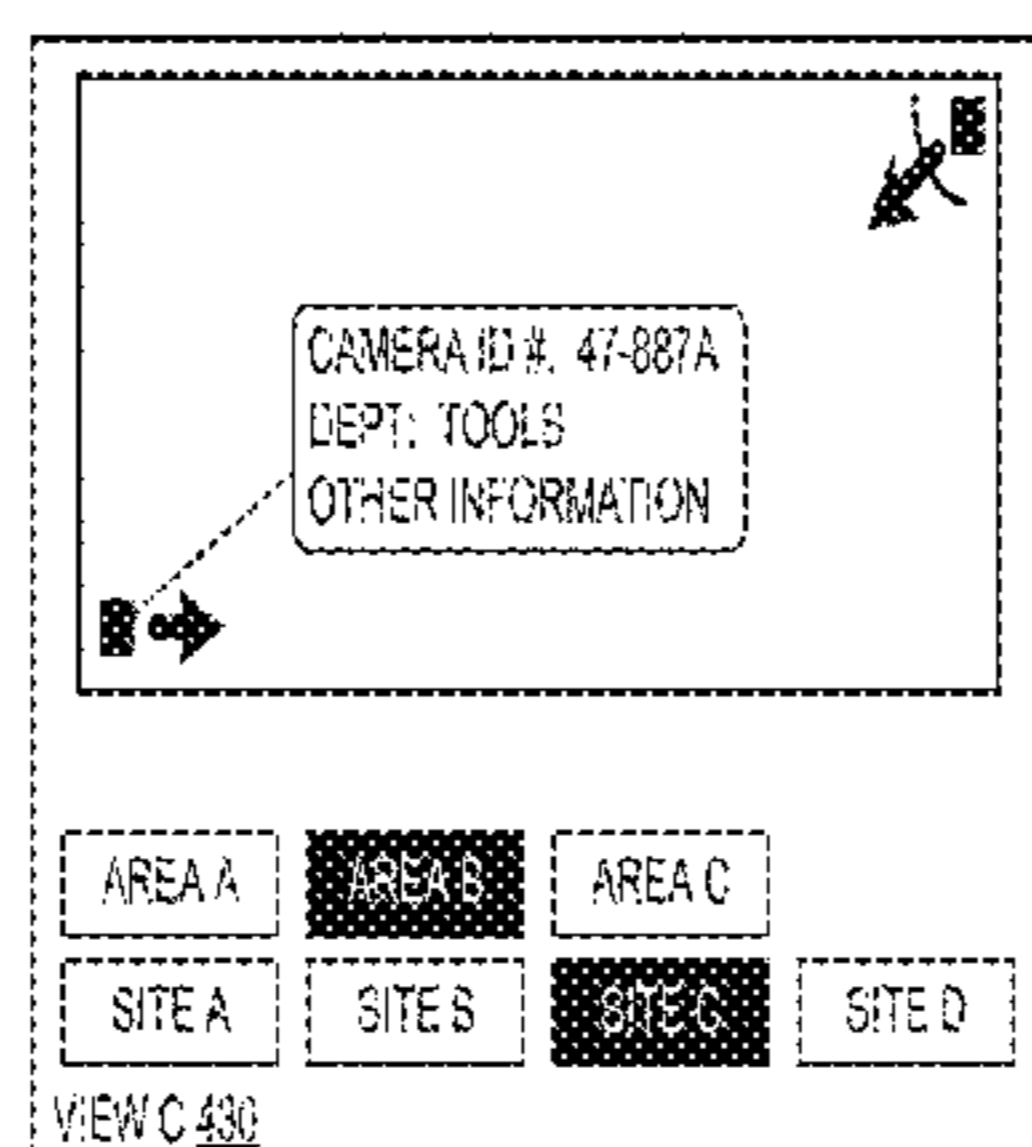 CAMERA ID #: 47-887A
DEPT: TOOLS
OTHER INFORMATION
AREA A AREA B AREA C
SITE A SITE B SITE C SITE D
VIEW C 430